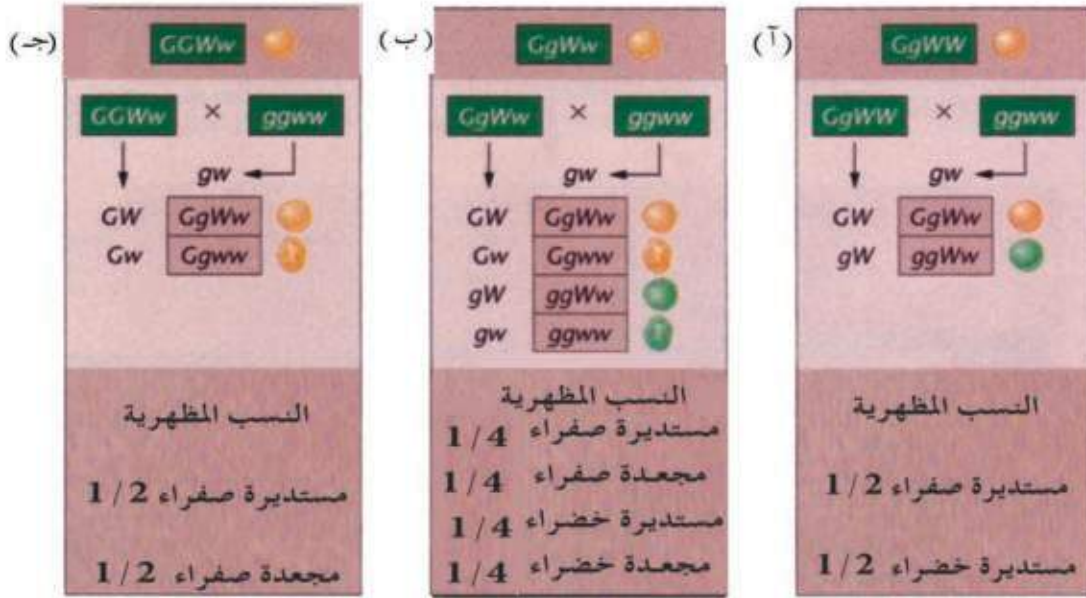 (آ)
GgWW
GgWW × ggww
gw
GW GgWw
gW ggWw
النسب المظهرية
مستديرة صفراء 1/2
مستديرة خضراء 1/2
(ب)
GgWw
GgWw × ggww
gw
GW GgWw
Gw Ggww
gW ggWw
gw ggww
النسب المظهرية
مستديرة صفراء 1/4
مجعدة صفراء 1/4
مستديرة خضراء 1/4
مجعدة خضراء 1/4
(جـ)
GGWw
GGWw × ggww
gw
GW GgWw
Gw Ggww
النسب المظهرية
مستديرة صفراء 1/2
مجعدة صفراء 1/2